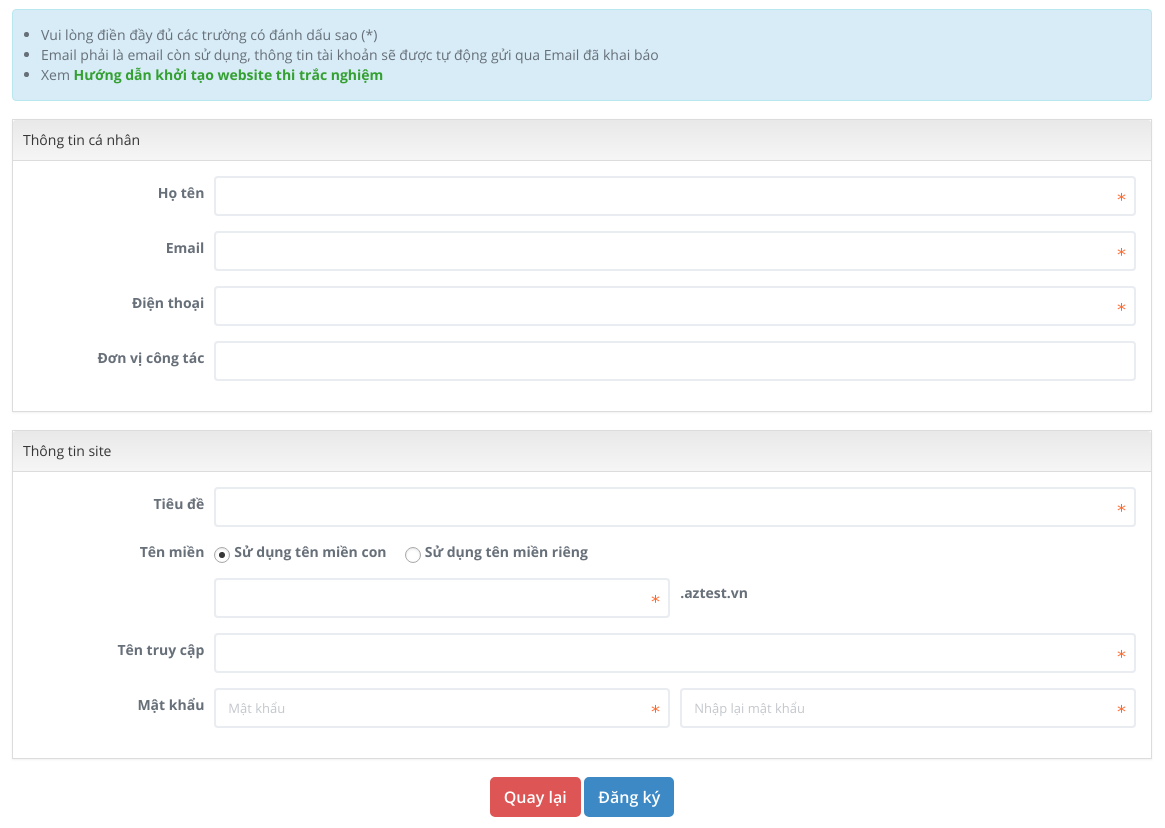 Vui lòng điền đầy đủ các trường có đánh dấu sao (*)
Email phải là email còn sử dụng, thông tin tài khoản sẽ được tự động gửi qua Email đã khai báo
Xem Hướng dẫn khởi tạo website thi trắc nghiệm
Thông tin cá nhân
Họ tên *
Email *
Điện thoại *
Đơn vị công tác
Thông tin site
Tiêu đề *
Tên miền Sử dụng tên miền con Sử dụng tên miền riêng
* .aztest.vn
Tên truy cập *
Mật khẩu Mật khẩu * Nhập lại mật khẩu *
Quay lại Đăng ký